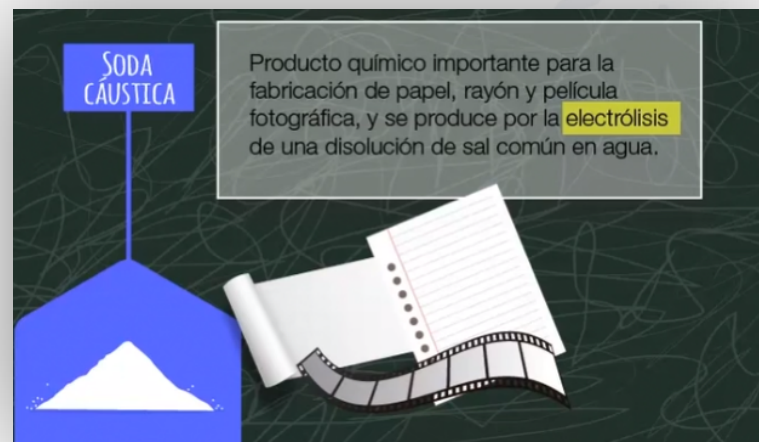 SODA
CÁUSTICA
Producto químico importante para la
fabricación de papel, rayón y película
fotográfica, y se produce por la electrólisis
de una disolución de sal común en agua.